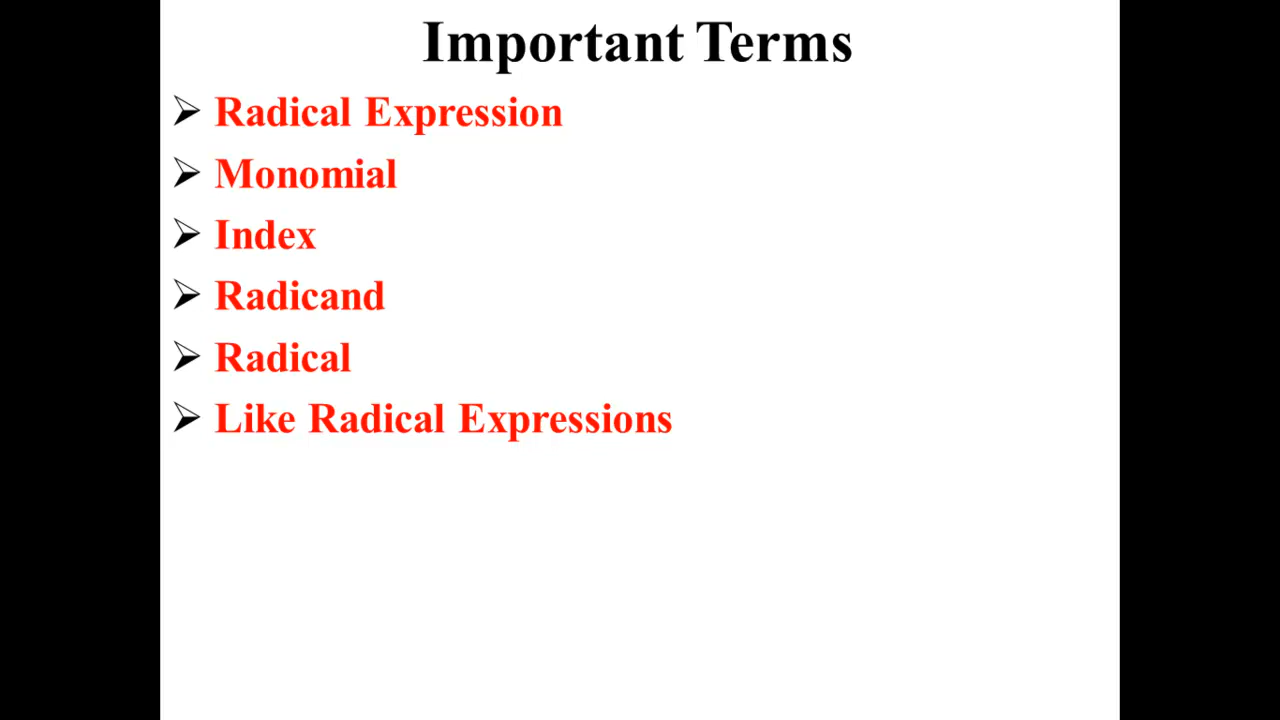 Important Terms
Radical Expression
Monomial
Index
Radicand
Radical
Like Radical Expressions